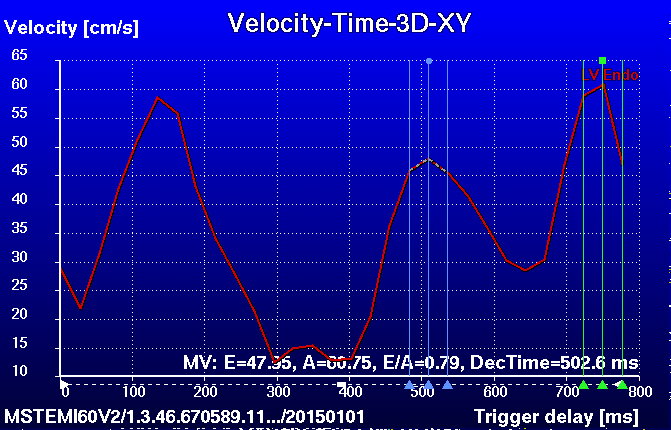 Velocity-Time-3D-XY
Velocity [cm/s]
65
LV Endo
60
55
50
45
40
35
30
25
20
15
MV: E=47.95, A=60.75, E/A=0.79, DecTime=502.6 ms
10
0 100 200 300 400 500 600 700 800
MSTEMI60V2/1.3.46.670589.11.../20150101 Trigger delay [ms]